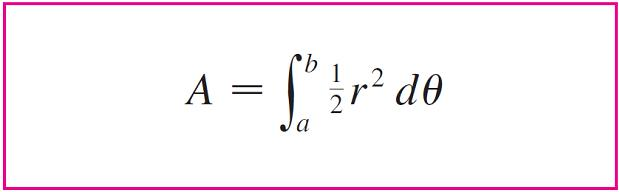 A = ∫_a^b ½ r² dθ